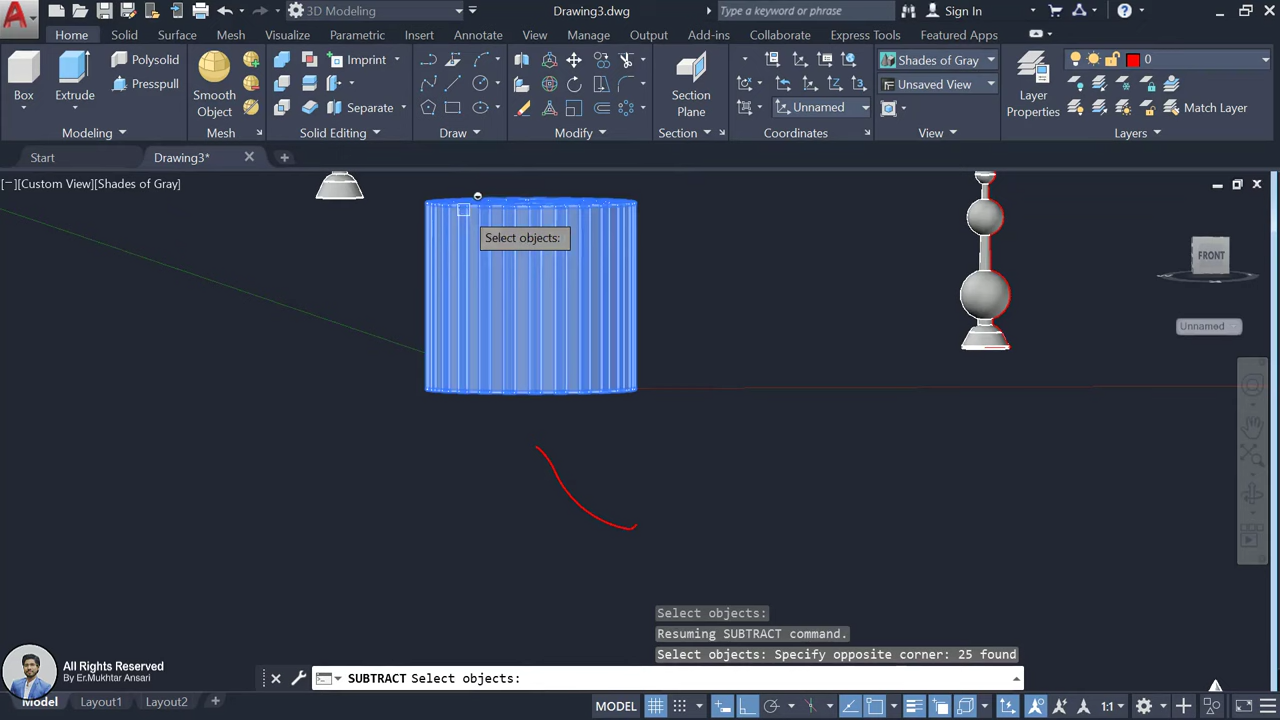 3D Modeling
Drawing3.dwg
Type a keyword or phrase
Sign In
Home
Solid
Surface
Mesh
Visualize
Parametric
Insert
Annotate
View
Manage
Output
Add-ins
Collaborate
Express Tools
Featured Apps
Box
Extrude
Polysolid
Presspull
Modeling
Smooth
Object
Mesh
Imprint
Separate
Solid Editing
Draw
Modify
Section
Plane
Section
Unnamed
Coordinates
Shades of Gray
Unsaved View
View
Layer
Properties
0
Match Layer
Layers
Start
Drawing3*
[−][Custom View][Shades of Gray]
Select objects:
FRONT
Unnamed
Select objects:
Resuming SUBTRACT command.
Select objects: Specify opposite corner: 25 found
SUBTRACT Select objects:
All Rights Reserved
By Er.Mukhtar Ansari
Model
Layout1
Layout2
MODEL
1:1